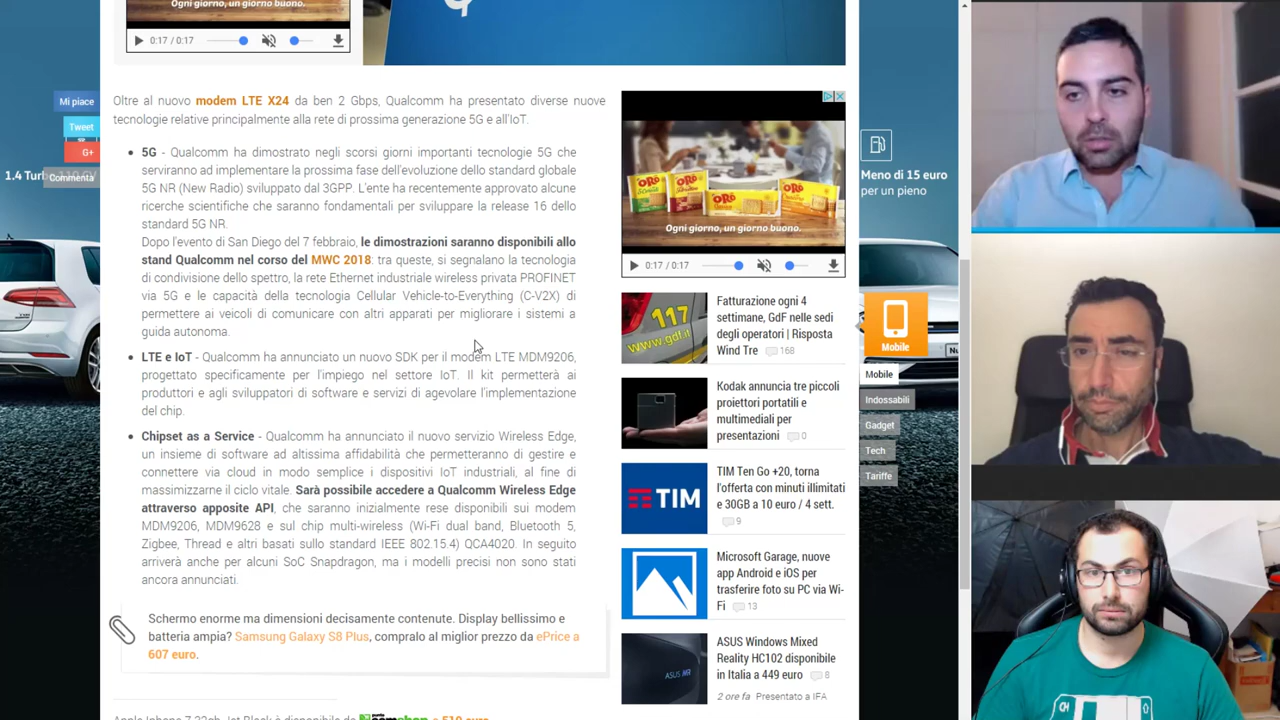 Ogni giorno, un giorno buono.
0:17 / 0:17
Mi piace
Tweet
G+
Commenta
Oltre al nuovo modem LTE X24 da ben 2 Gbps, Qualcomm ha presentato diverse nuove
tecnologie relative principalmente alla rete di prossima generazione 5G e all'IoT.
5G - Qualcomm ha dimostrato negli scorsi giorni importanti tecnologie 5G che
serviranno ad implementare la prossima fase dell'evoluzione dello standard globale
5G NR (New Radio) sviluppato dal 3GPP. L'ente ha recentemente approvato alcune
ricerche scientifiche che saranno fondamentali per sviluppare la release 16 dello
standard 5G NR.
Dopo l'evento di San Diego del 7 febbraio, le dimostrazioni saranno disponibili allo
stand Qualcomm nel corso del MWC 2018: tra queste, si segnalano la tecnologia
di condivisione dello spettro, la rete Ethernet industriale wireless privata PROFINET
via 5G e le capacità della tecnologia Cellular Vehicle-to-Everything (C-V2X) di
permettere ai veicoli di comunicare con altri apparati per migliorare i sistemi a
guida autonoma.
LTE e IoT - Qualcomm ha annunciato un nuovo SDK per il modem LTE MDM9206,
progettato specificamente per l'impiego nel settore IoT. Il kit permetterà ai
produttori e agli sviluppatori di software e servizi di agevolare l'implementazione
del chip.
Chipset as a Service - Qualcomm ha annunciato il nuovo servizio Wireless Edge,
un insieme di software ad altissima affidabilità che permetteranno di gestire e
connettere via cloud in modo semplice i dispositivi IoT industriali, al fine di
massimizzarne il ciclo vitale. Sarà possibile accedere a Qualcomm Wireless Edge
attraverso apposite API, che saranno inizialmente rese disponibili sui modem
MDM9206, MDM9628 e sul chip multi-wireless (Wi-Fi dual band, Bluetooth 5,
Zigbee, Thread e altri basati sullo standard IEEE 802.15.4) QCA4020. In seguito
arriverà anche per alcuni SoC Snapdragon, ma i modelli precisi non sono stati
ancora annunciati.
Schermo enorme ma dimensioni decisamente contenute. Display bellissimo e
batteria ampia? Samsung Galaxy S8 Plus, compralo al miglior prezzo da ePrice a
607 euro.
ORO
ORO
ORO
ORO
Ogni giorno, un giorno buono.
0:17 / 0:17
117
www.gdf.it
Fatturazione ogni 4
settimane, GdF nelle sedi
degli operatori | Risposta
Wind Tre 168
Kodak annuncia tre piccoli
proiettori portatili e
multimediali per
presentazioni 0
TIM
TIM Ten Go +20, torna
l'offerta con minuti illimitati
e 30GB a 10 euro / 4 sett.
9
Microsoft Garage, nuove
app Android e iOS per
trasferire foto su PC via Wi-
Fi 13
ASUS MR
ASUS Windows Mixed
Reality HC102 disponibile
in Italia a 449 euro 8
2 ore fa Presentato a IFA
Meno di 15 euro
per un pieno
Mobile
Mobile
Indossabili
Gadget
Tech
Tariffe